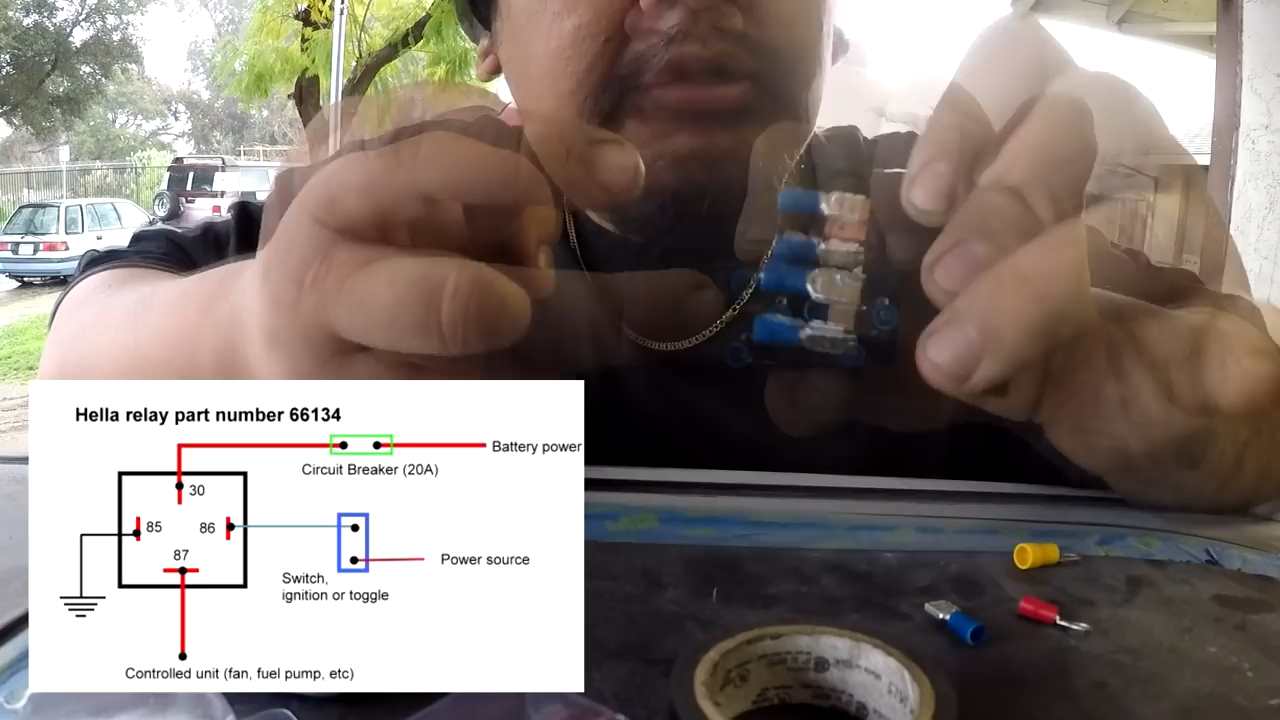 Hella relay part number 66134
Battery power
Circuit Breaker (20A)
30
85
86
87
Power source
Switch,
ignition or toggle
Controlled unit (fan, fuel pump, etc)